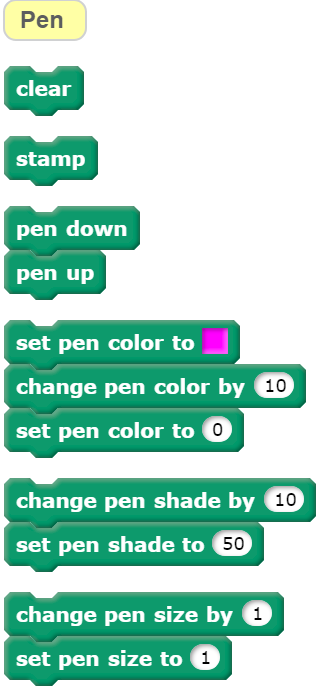 Pen
clear
stamp
pen down
pen up
set pen color to
change pen color by 10
set pen color to 0
change pen shade by 10
set pen shade to 50
change pen size by 1
set pen size to 1